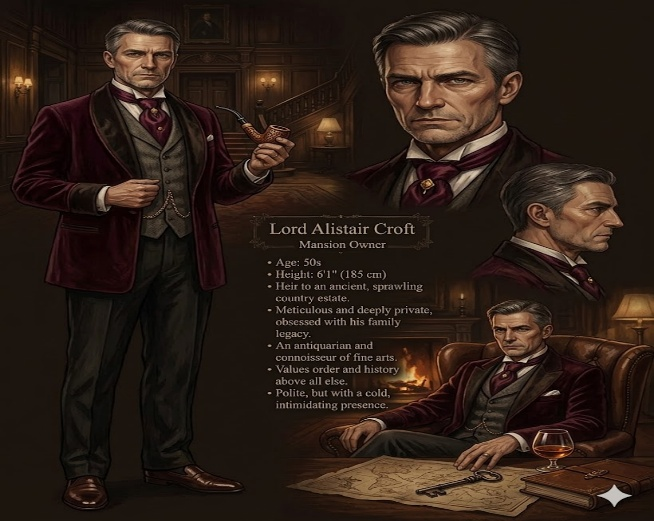 Lord Alistair Croft
Mansion Owner
• Age: 50s
• Height: 6'1" (185 cm)
• Heir to an ancient, sprawling
country estate.
• Meticulous and deeply private,
obsessed with his family
legacy.
• An antiquarian and
connoisseur of fine arts.
• Values order and history
above all else.
• Polite, but with a cold,
intimidating presence.